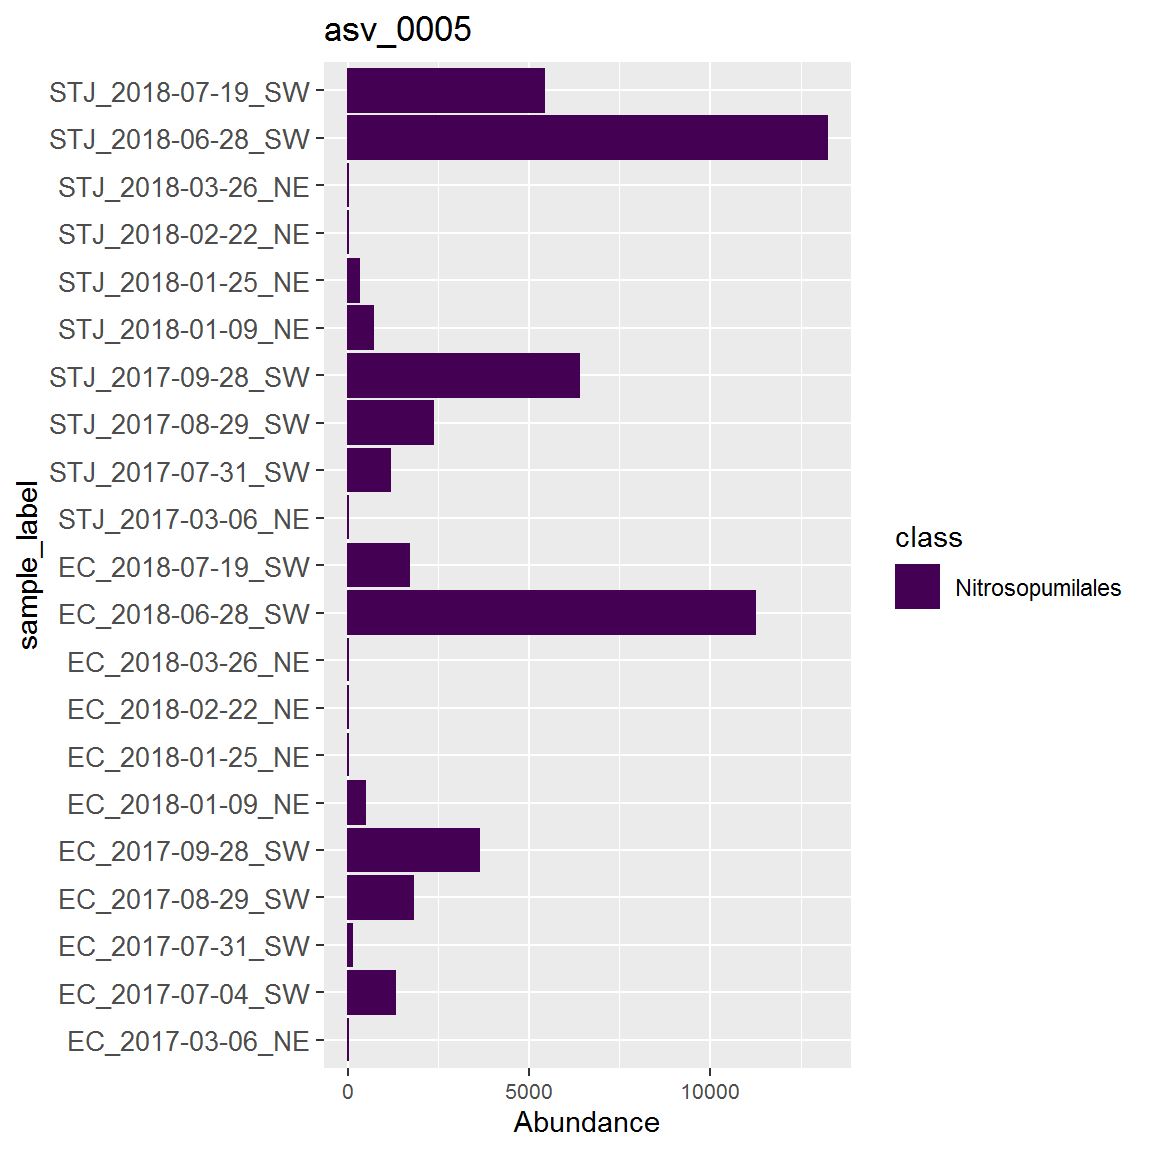 asv_0005
STJ_2018-07-19_SW
STJ_2018-06-28_SW
STJ_2018-03-26_NE
STJ_2018-02-22_NE
STJ_2018-01-25_NE
STJ_2018-01-09_NE
STJ_2017-09-28_SW
STJ_2017-08-29_SW
STJ_2017-07-31_SW
STJ_2017-03-06_NE
EC_2018-07-19_SW
EC_2018-06-28_SW
EC_2018-03-26_NE
EC_2018-02-22_NE
EC_2018-01-25_NE
EC_2018-01-09_NE
EC_2017-09-28_SW
EC_2017-08-29_SW
EC_2017-07-31_SW
EC_2017-07-04_SW
EC_2017-03-06_NE
sample_label
0 5000 10000
Abundance
class
Nitrosopumilales